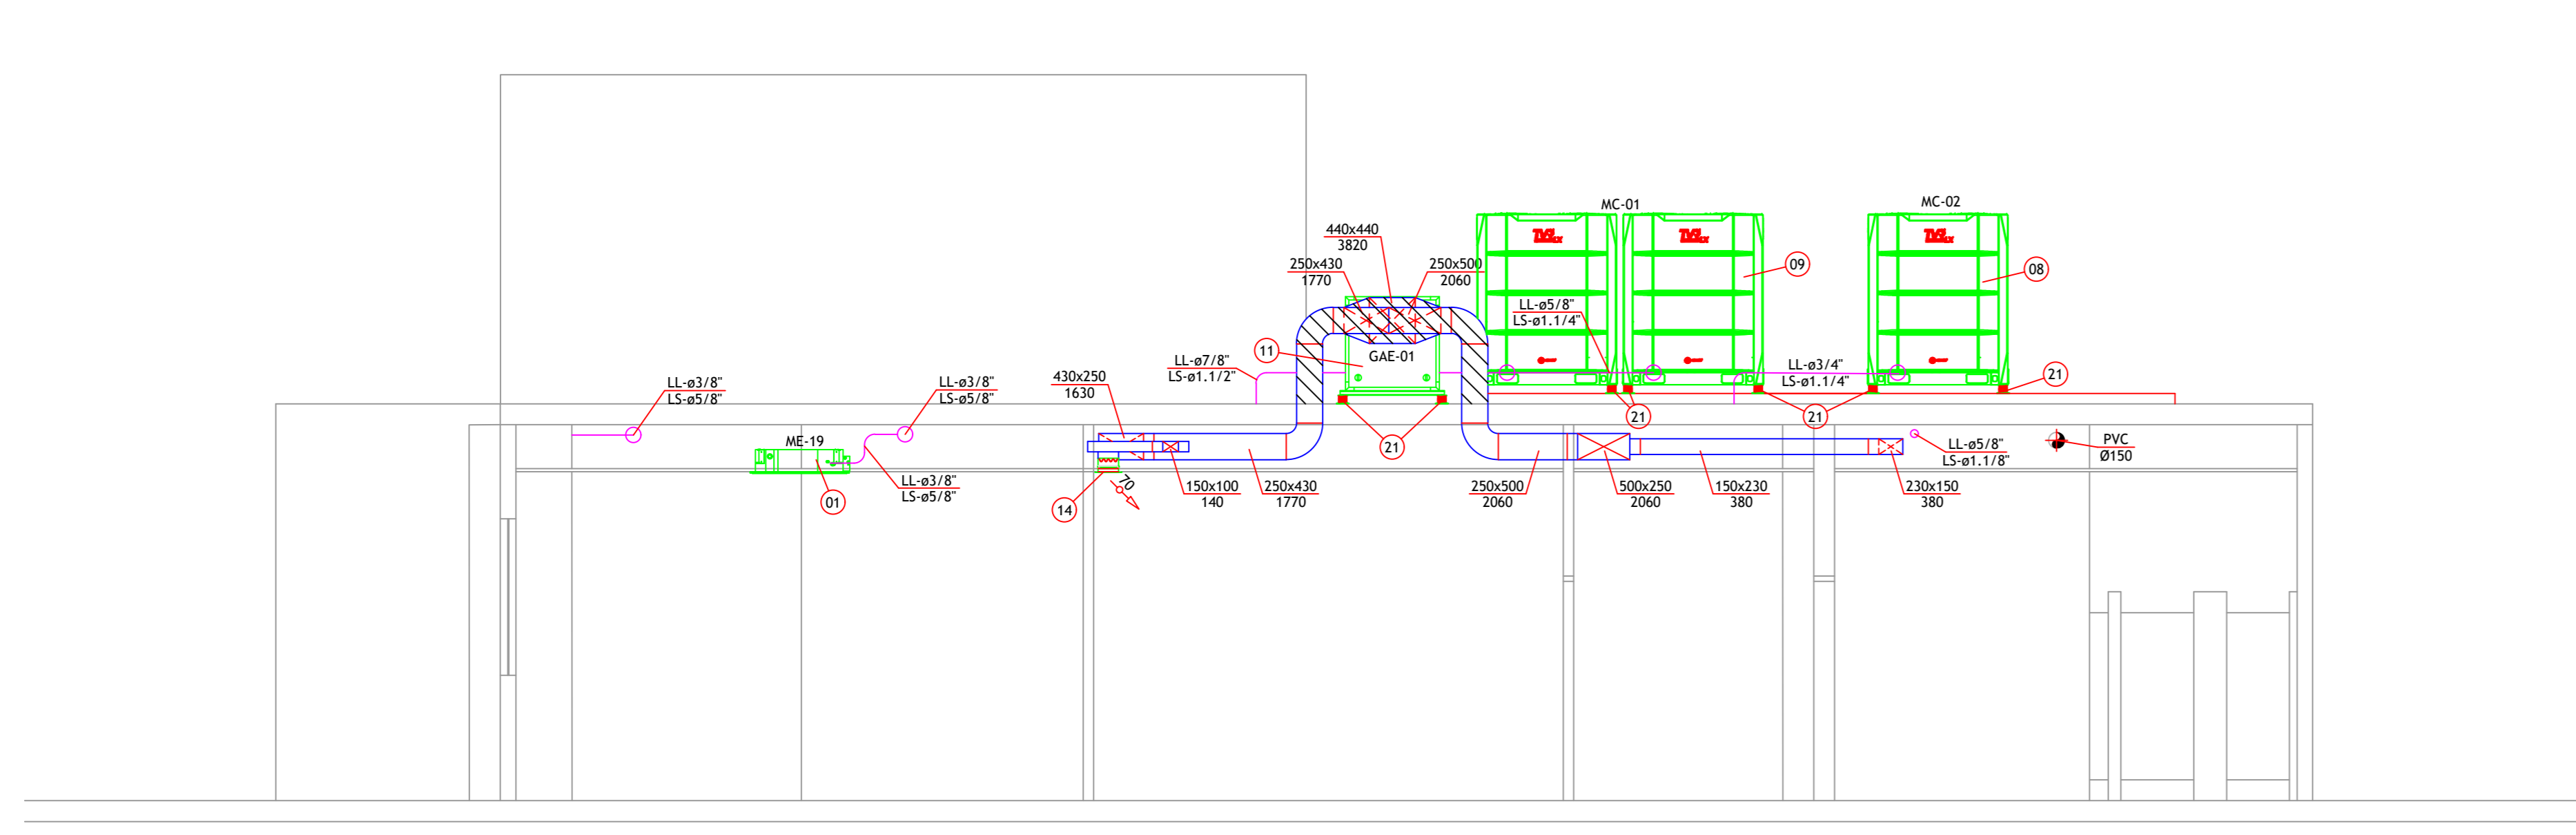 MC-01
MC-02
440x440
3820
250x430
1770
250x500
2060
09
08
LL-ø5/8"
LS-ø1.1/4"
11
GAE-01
LL-ø7/8"
LS-ø1.1/2"
LL-ø3/4"
LS-ø1.1/4"
21
430x250
1630
LL-ø3/8"
LS-ø5/8"
LL-ø3/8"
LS-ø5/8"
21
21
21
ME-19
PVC
Ø150
LL-ø5/8"
LS-ø1.1/8"
LL-ø3/8"
LS-ø5/8"
01
14
70
150x100
140
250x430
1770
250x500
2060
500x250
2060
150x230
380
230x150
380